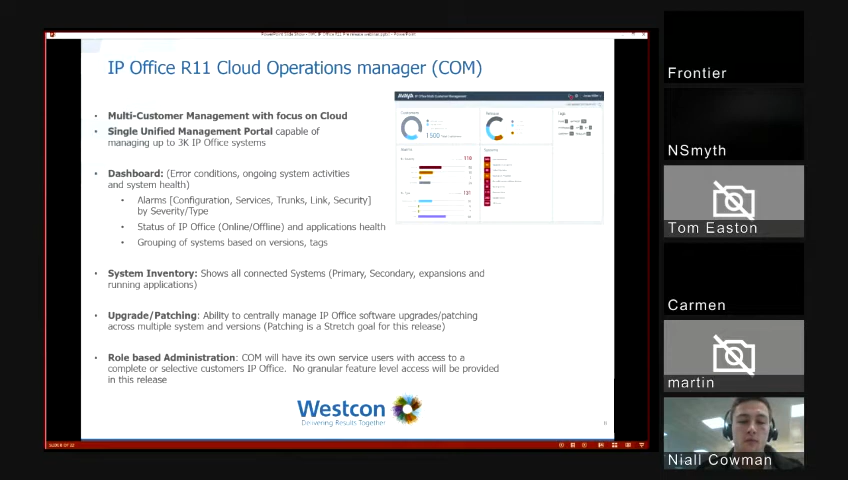 IP Office R11 Cloud Operations manager (COM)
Multi-Customer Management with focus on Cloud
Single Unified Management Portal capable of
managing up to 3K IP Office systems
Dashboard: (Error conditions, ongoing system activities
and system health)
Alarms [Configuration, Services, Trunks, Link, Security]
by Severity/Type
Status of IP Office (Online/Offline) and applications health
Grouping of systems based on versions, tags
System Inventory: Shows all connected Systems (Primary, Secondary, expansions and
running applications)
Upgrade/Patching: Ability to centrally manage IP Office software upgrades/patching
across multiple system and versions (Patching is a Stretch goal for this release)
Role based Administration: COM will have its own service users with access to a
complete or selective customers IP Office. No granular feature level access will be provided
in this release
Westcon
Delivering Results Together
AVAYA
1500
118
131
Frontier
NSmyth
Tom Easton
Carmen
martin
Niall Cowman